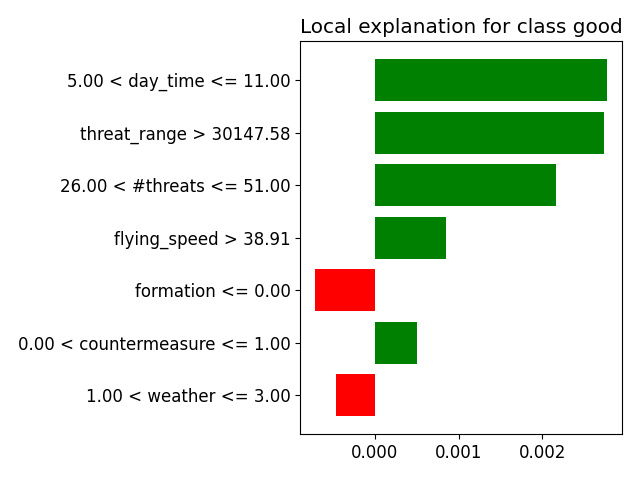 Local explanation for class good
5.00 < day_time <= 11.00
threat_range > 30147.58
26.00 < #threats <= 51.00
flying_speed > 38.91
formation <= 0.00
0.00 < countermeasure <= 1.00
1.00 < weather <= 3.00
0.000 0.001 0.002